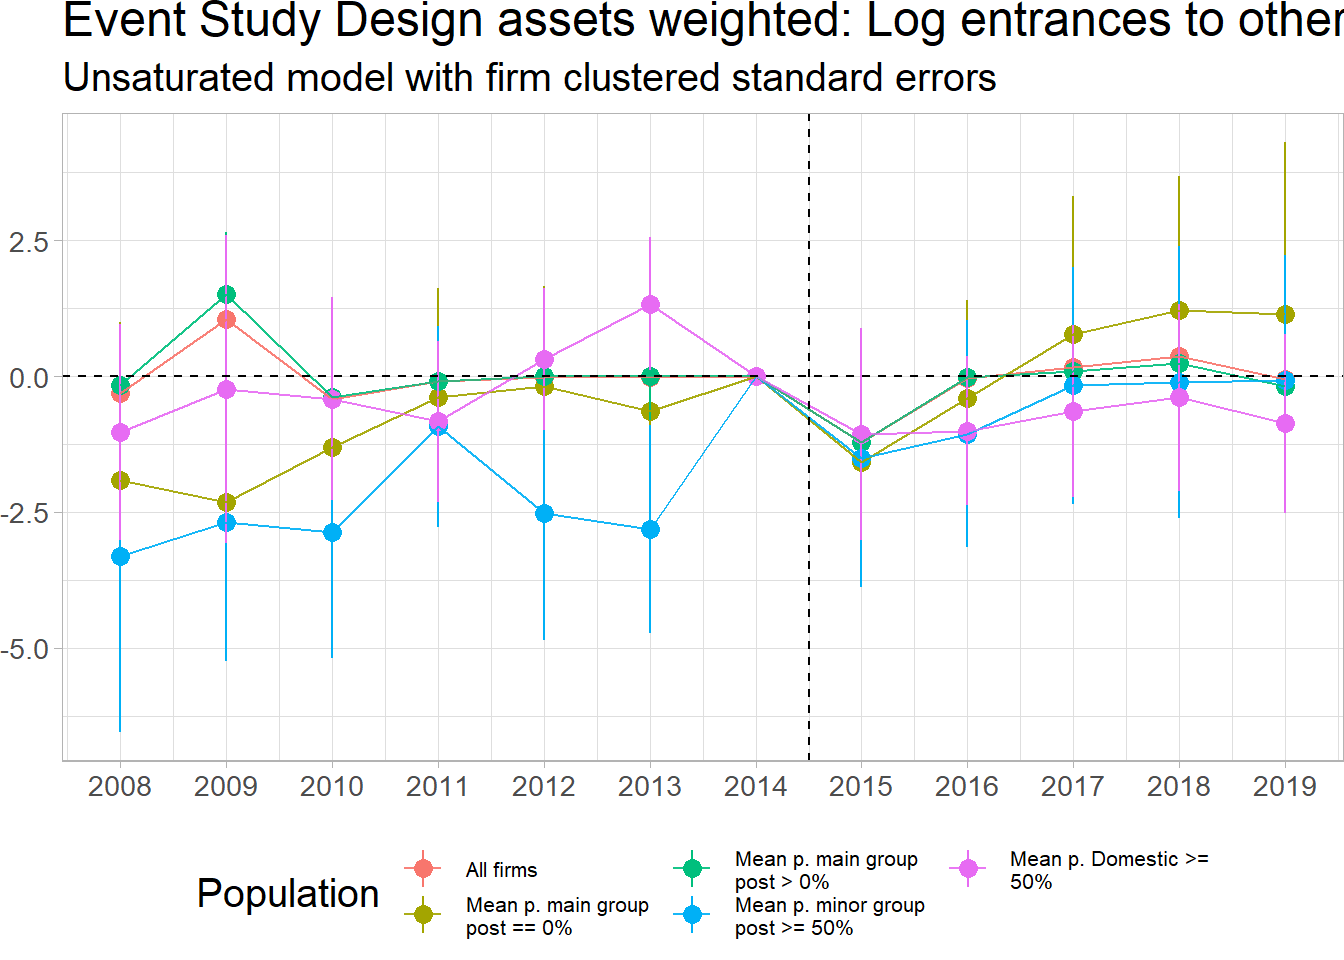 Event Study Design assets weighted: Log entrances to other
Unsaturated model with firm clustered standard errors
2.5
0.0
-2.5
-5.0
2008 2009 2010 2011 2012 2013 2014 2015 2016 2017 2018 2019
Population
All firms
Mean p. main group
post == 0%
Mean p. main group
post > 0%
Mean p. minor group
post >= 50%
Mean p. Domestic >=
50%